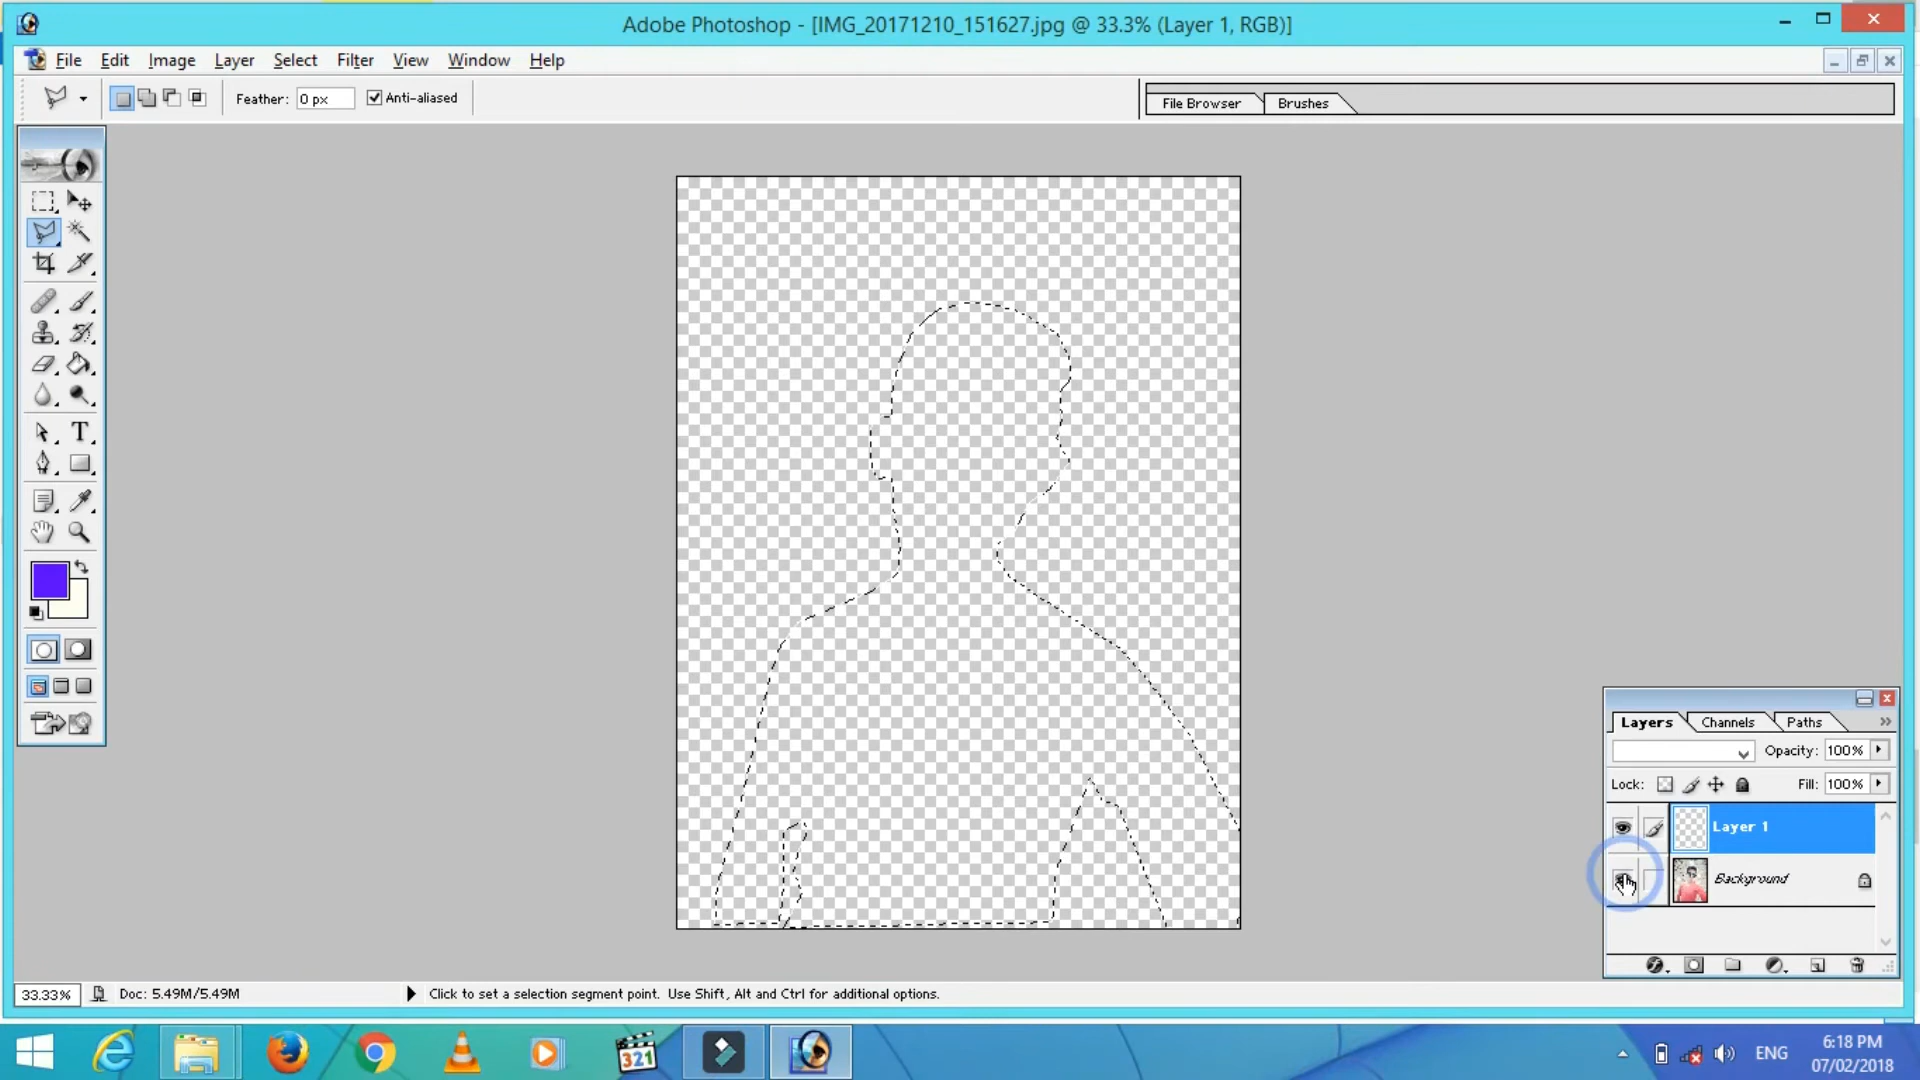 Adobe Photoshop - [IMG_20171210_151627.jpg @ 33.3% (Layer 1, RGB)]
File Edit Image Layer Select Filter View Window Help
Feather: 0 px Anti-aliased File Browser Brushes
T
Layers Channels Paths
Opacity: 100%
Lock: Fill: 100%
Layer 1
Background
33.33% Doc: 5.49M/5.49M Click to set a selection segment point. Use Shift, Alt and Ctrl for additional options.
321
ENG
6:18 PM
07/02/2018